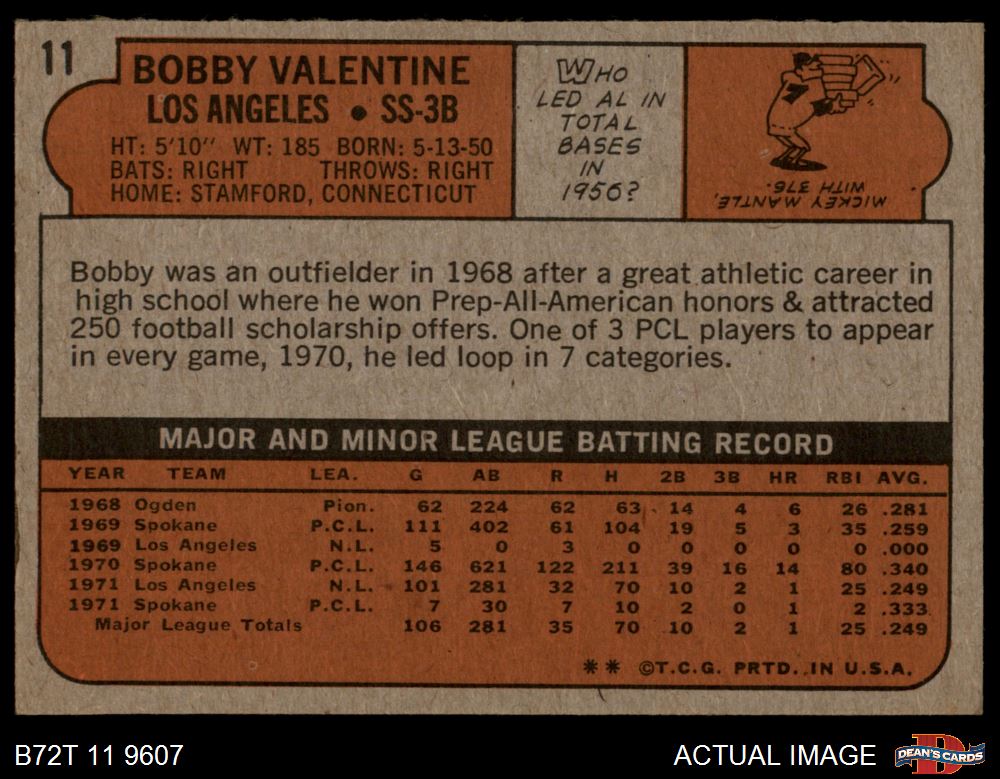 11
BOBBY VALENTINE
LOS ANGELES • SS-3B
HT: 5'10" WT: 185 BORN: 5-13-50
BATS: RIGHT THROWS: RIGHT
HOME: STAMFORD, CONNECTICUT
WHO
LED AL IN
TOTAL
BASES
IN
1956?
7
MICKEY MANTLE,
WITH 376.
Bobby was an outfielder in 1968 after a great athletic career in
high school where he won Prep-All-American honors & attracted
250 football scholarship offers. One of 3 PCL players to appear
in every game, 1970, he led loop in 7 categories.
MAJOR AND MINOR LEAGUE BATTING RECORD
YEAR TEAM LEA. G AB R H 2B 3B HR RBI AVG.
1968 Ogden Pion. 62 224 62 63 14 4 6 26 .281
1969 Spokane P.C.L. 111 402 61 104 19 5 3 35 .259
1969 Los Angeles N.L. 5 0 3 0 0 0 0 0 .000
1970 Spokane P.C.L. 146 621 122 211 39 16 14 80 .340
1971 Los Angeles N.L. 101 281 32 70 10 2 1 25 .249
1971 Spokane P.C.L. 7 30 7 10 2 0 1 2 .333
Major League Totals 106 281 35 70 10 2 1 25 .249
** ©T.C.G. PRTD. IN U.S.A.
B72T 11 9607 ACTUAL IMAGE D DEAN'S CARDS